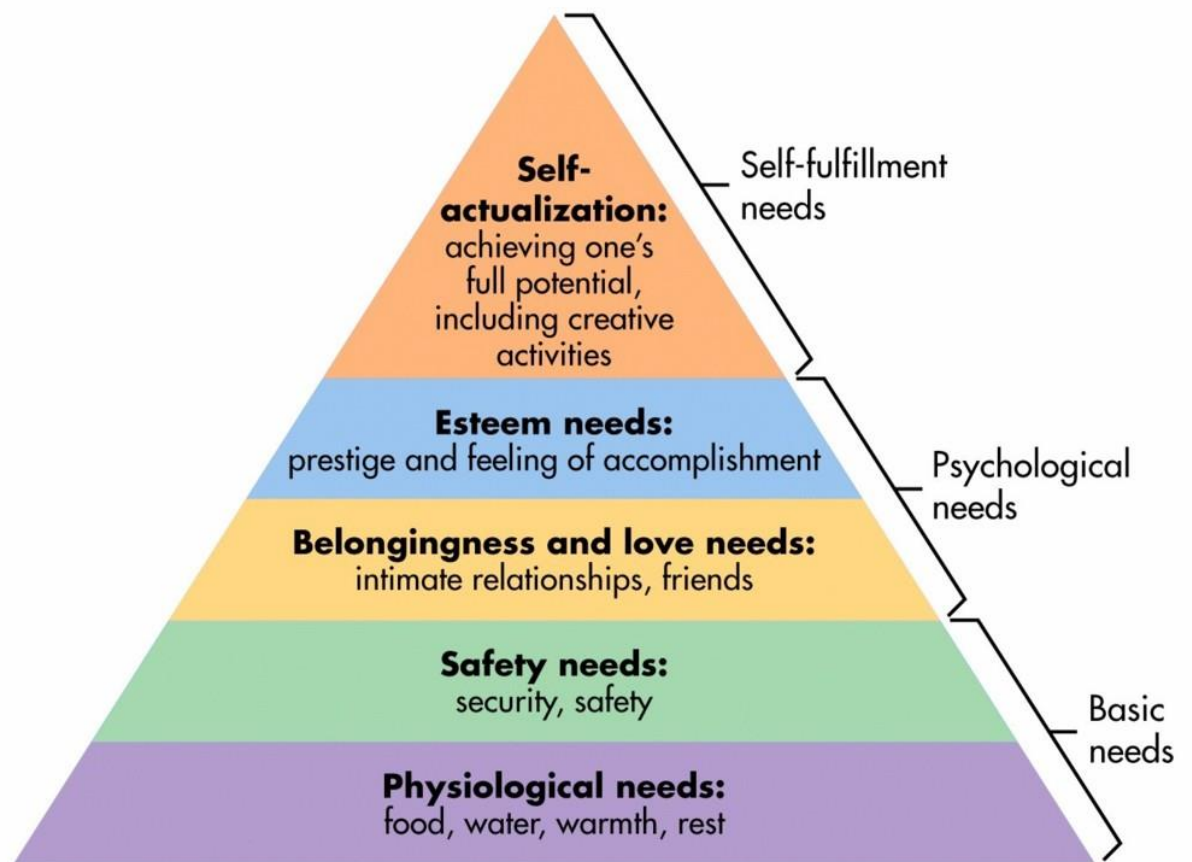 Self-
actualization:
achieving one's
full potential,
including creative
activities
Self-fulfillment
needs
Esteem needs:
prestige and feeling of accomplishment
Psychological
needs
Belongingness and love needs:
intimate relationships, friends
Safety needs:
security, safety
Basic
needs
Physiological needs:
food, water, warmth, rest